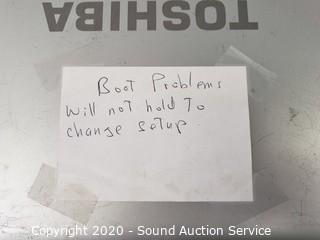 TOSHIBA
Boot Problems
Will not hold To
change setup
Copyright 2020 - Sound Auction Service